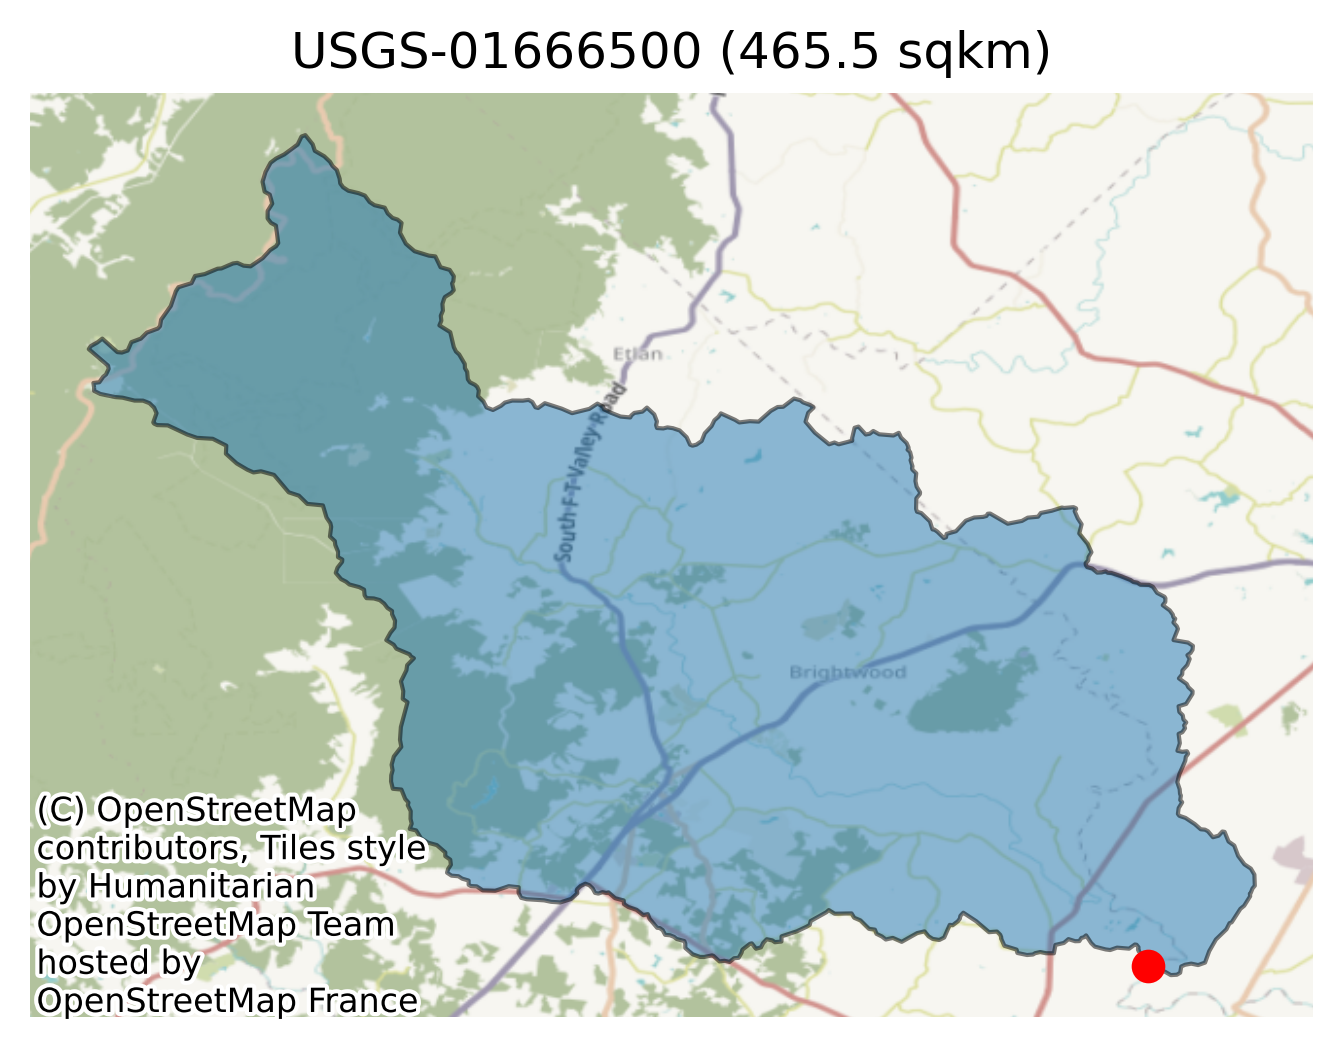 USGS-01666500 (465.5 sqkm)
Etlan
South F T Valley Road
Brightwood
(C) OpenStreetMap
contributors, Tiles style
by Humanitarian
OpenStreetMap Team
hosted by
OpenStreetMap France